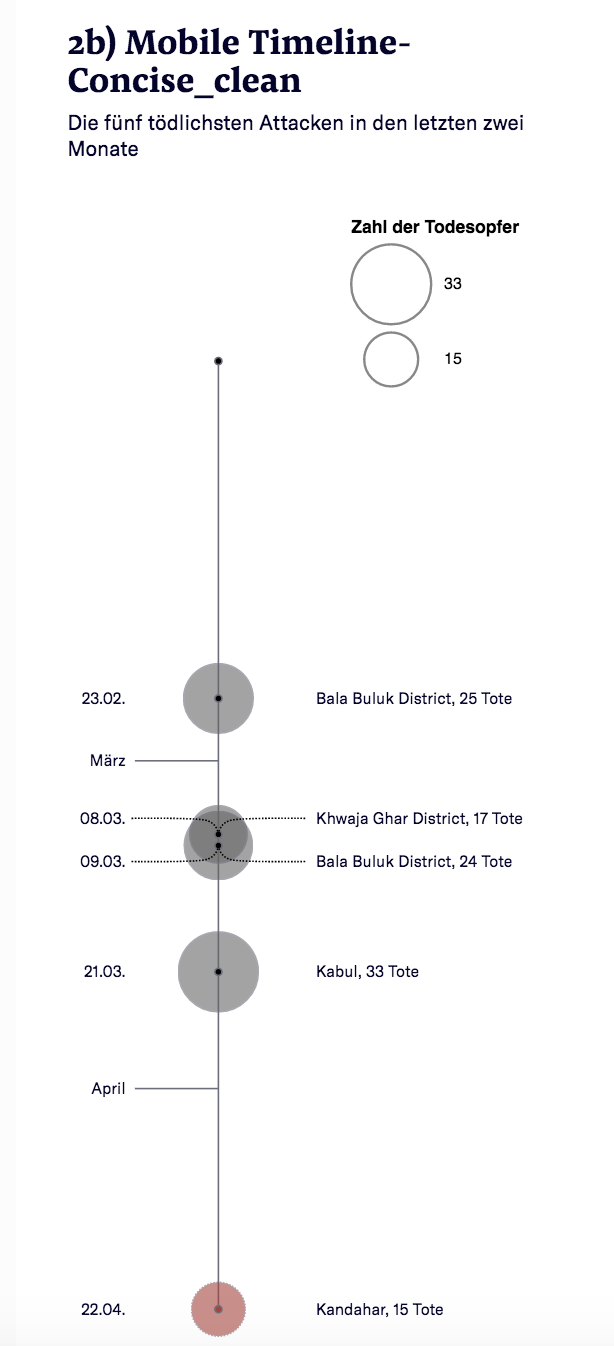 2b) Mobile Timeline-
Concise_clean
Die fünf tödlichsten Attacken in den letzten zwei
Monate
Zahl der Todesopfer
33
15
23.02.
Bala Buluk District, 25 Tote
März
08.03.
Khwaja Ghar District, 17 Tote
09.03.
Bala Buluk District, 24 Tote
21.03.
Kabul, 33 Tote
April
22.04.
Kandahar, 15 Tote